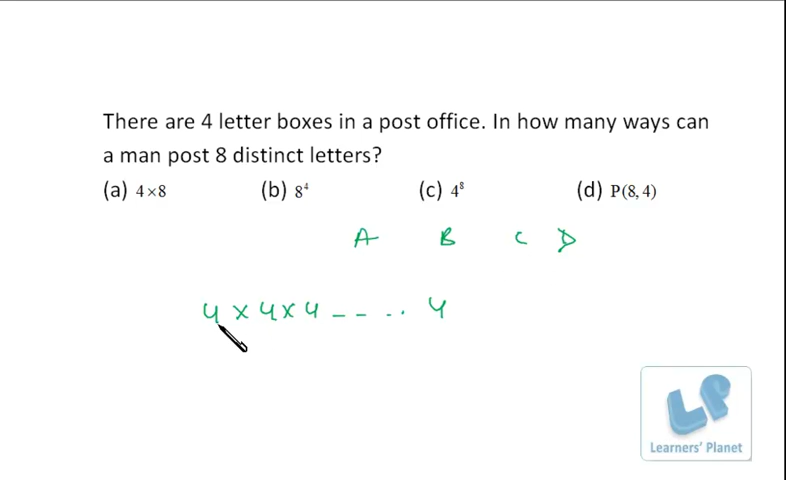 There are 4 letter boxes in a post office. In how many ways can
a man post 8 distinct letters?
(a) 4×8 (b) 8⁴ (c) 4⁸ (d) P(8,4)
A B C D
4 × 4 × 4 _ _ . .. 4
LP
Learners' Planet